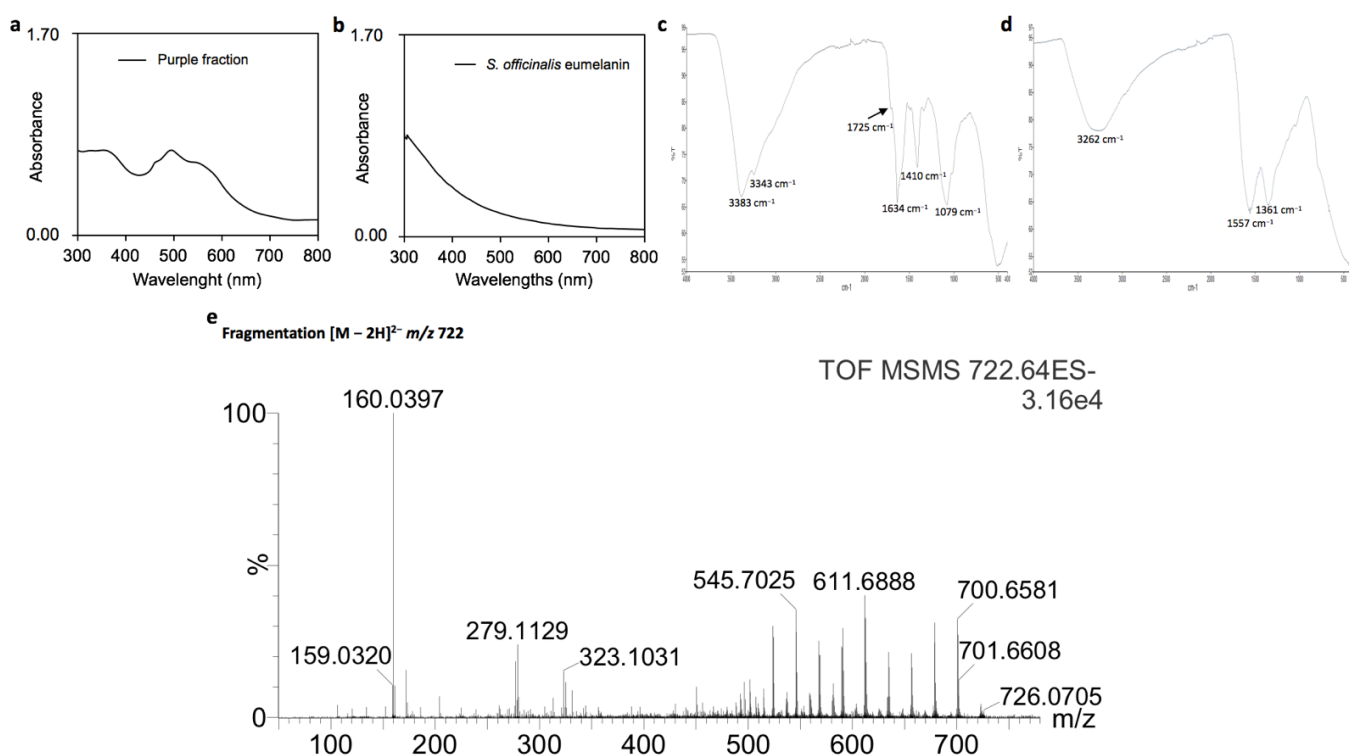 a
1.70
Purple fraction
Absorbance
0.00
300 400 500 600 700 800
Wavelenght (nm)
b
1.70
S. officinalis eumelanin
Absorbance
0.00
300 400 500 600 700 800
Wavelengths (nm)
c
1725 cm⁻¹
3343 cm⁻¹
3383 cm⁻¹
1410 cm⁻¹
1634 cm⁻¹
1079 cm⁻¹
cm-1
d
3262 cm⁻¹
1361 cm⁻¹
1557 cm⁻¹
cm-1
e
Fragmentation [M – 2H]²⁻ m/z 722
TOF MSMS 722.64ES-
3.16e4
100
%
0
160.0397
159.0320
279.1129
323.1031
545.7025
611.6888
700.6581
701.6608
726.0705
m/z
100 200 300 400 500 600 700